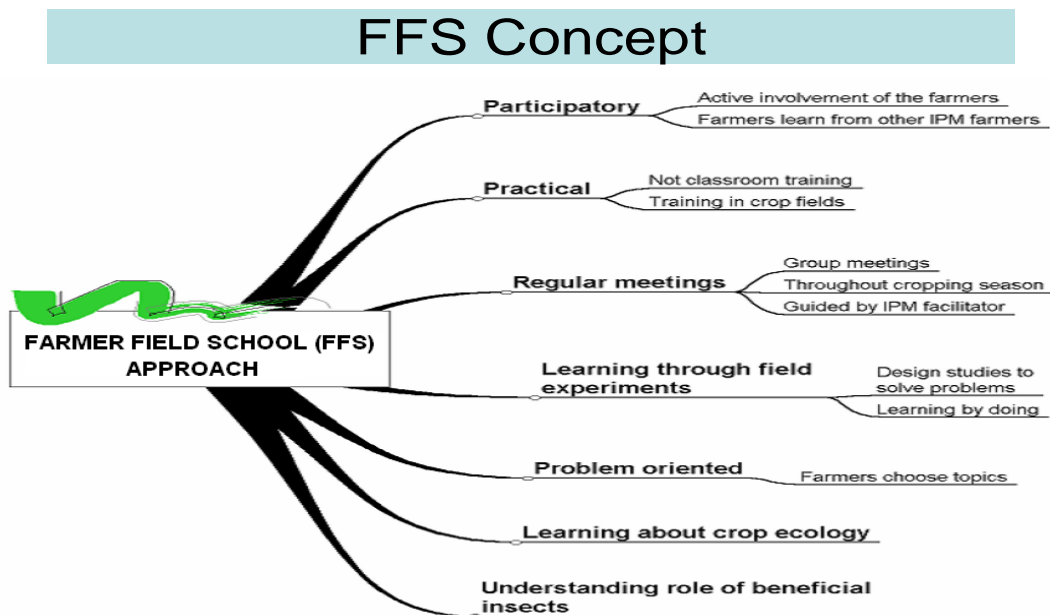 FFS Concept
Participatory
Active involvement of the farmers
Farmers learn from other IPM farmers
Practical
Not classroom training
Training in crop fields
Regular meetings
Group meetings
Throughout cropping season
Guided by IPM facilitator
FARMER FIELD SCHOOL (FFS)
APPROACH
Learning through field
experiments
Design studies to
solve problems
Learning by doing
Problem oriented
Farmers choose topics
Learning about crop ecology
Understanding role of beneficial
insects